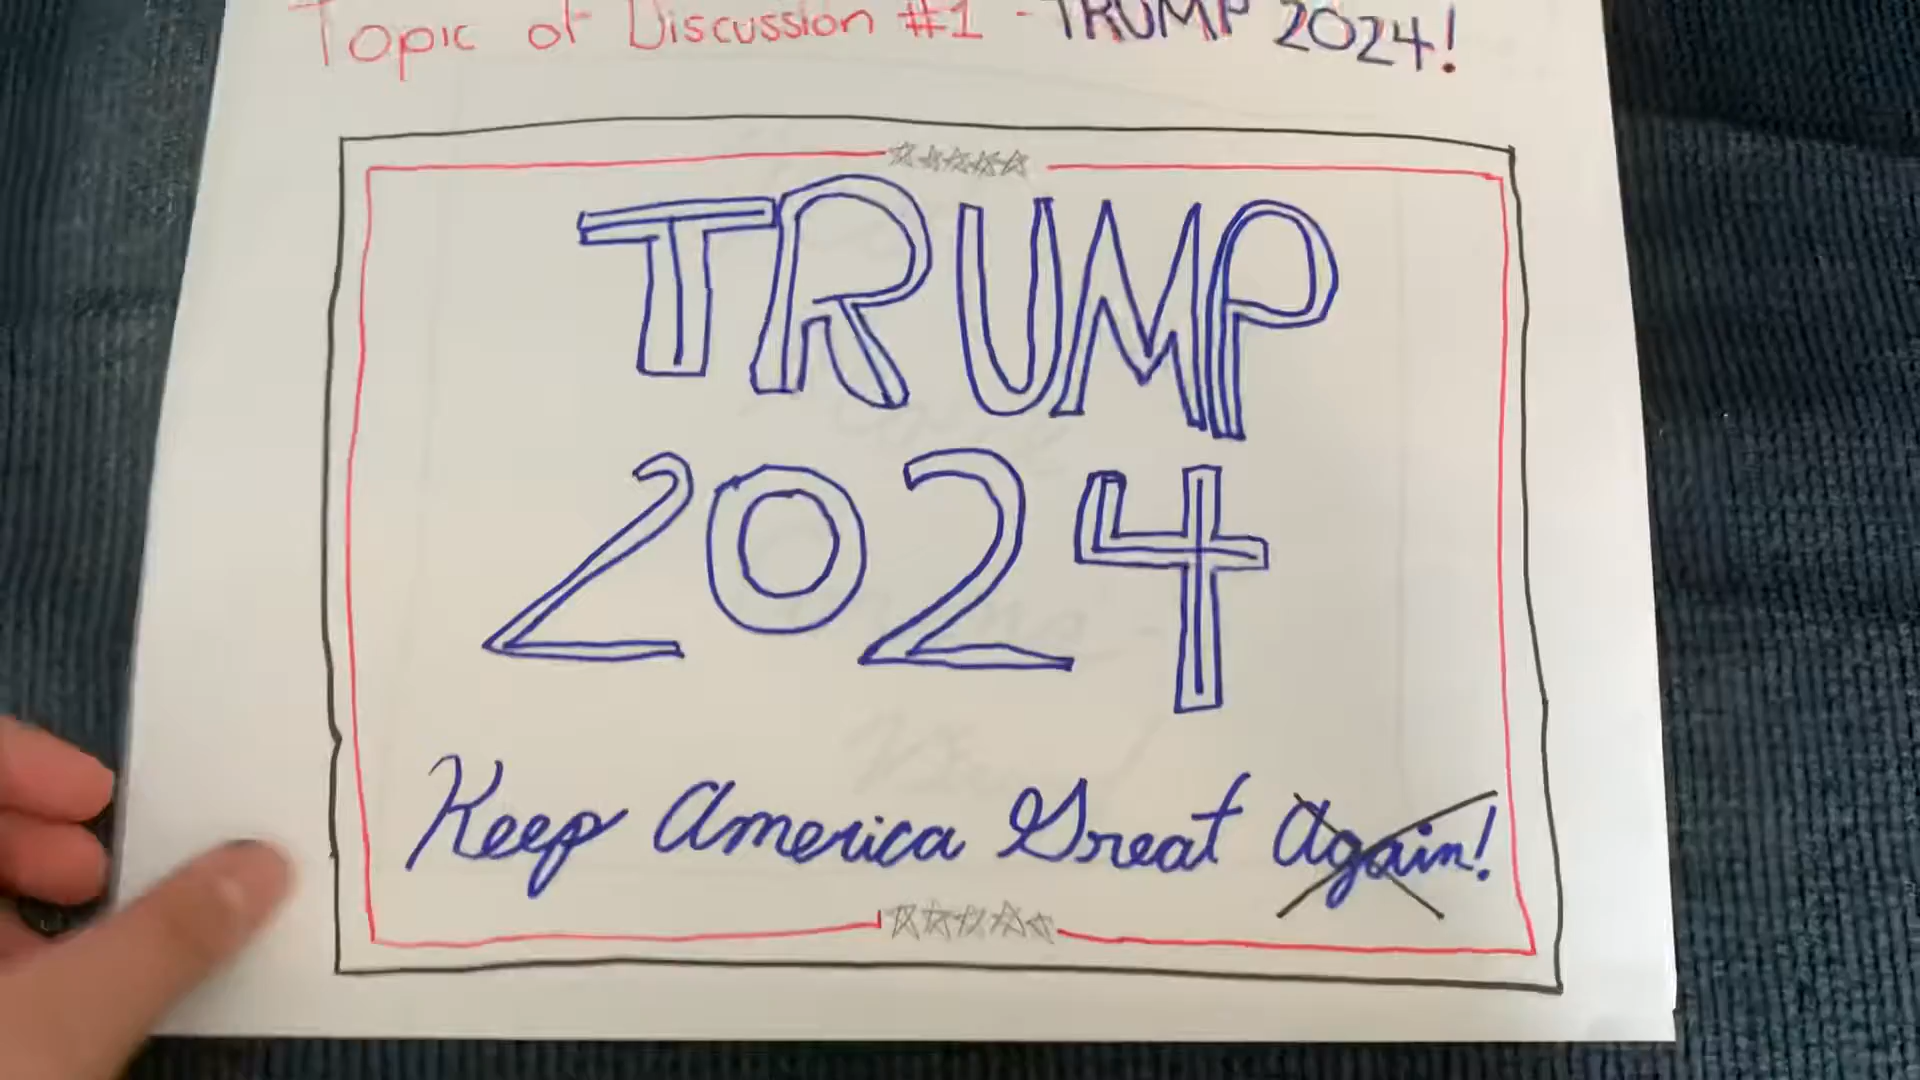 Topic of Discussion #1 - TRUMP 2024!
TRUMP
2024
Keep America Great Again!